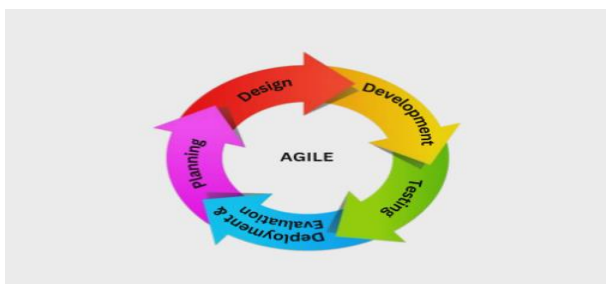 Design
Development
AGILE
Planning
Testing
Deployment &
Evaluation